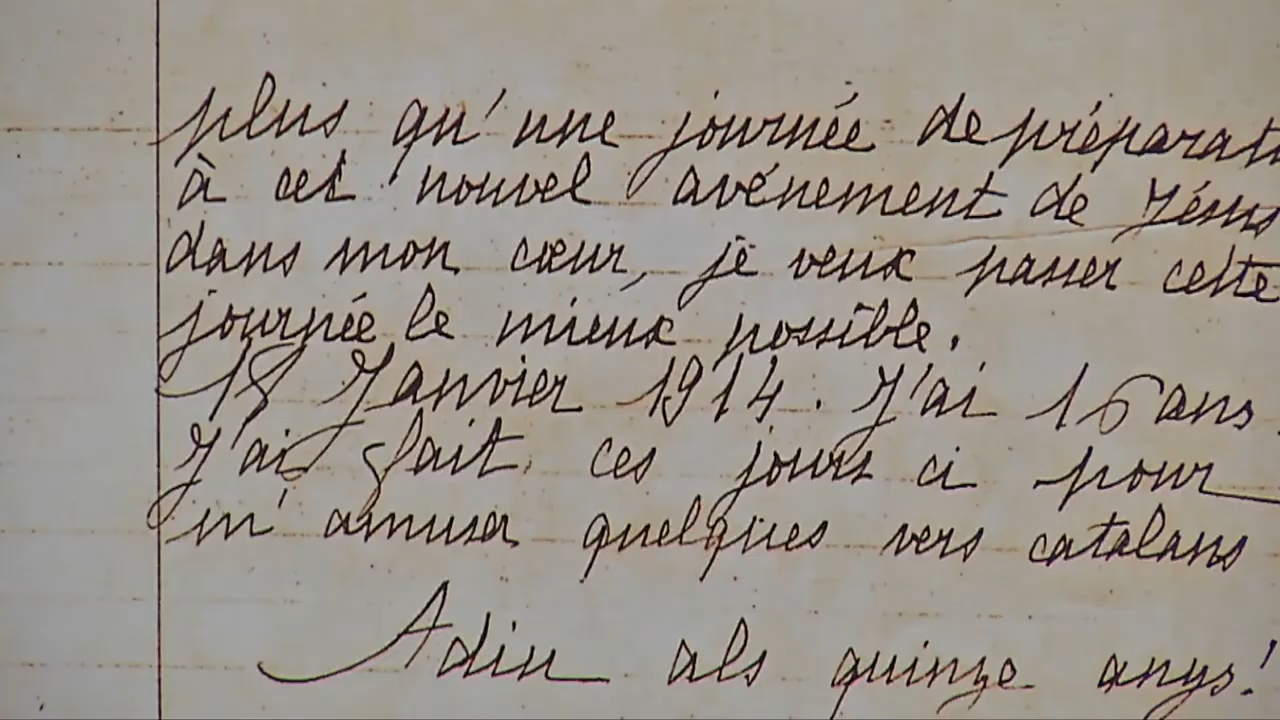 plus qu'une journée de préparat
à cet nouvel avénement de Jésus
dans mon cœur, je veux passer cette
journée le mieux possible.
18 Janvier 1914. J'ai 16 ans.
J'ai fait ces jours ci pour
m'amuser quelques vers catalans
Adiu als quinze anys!